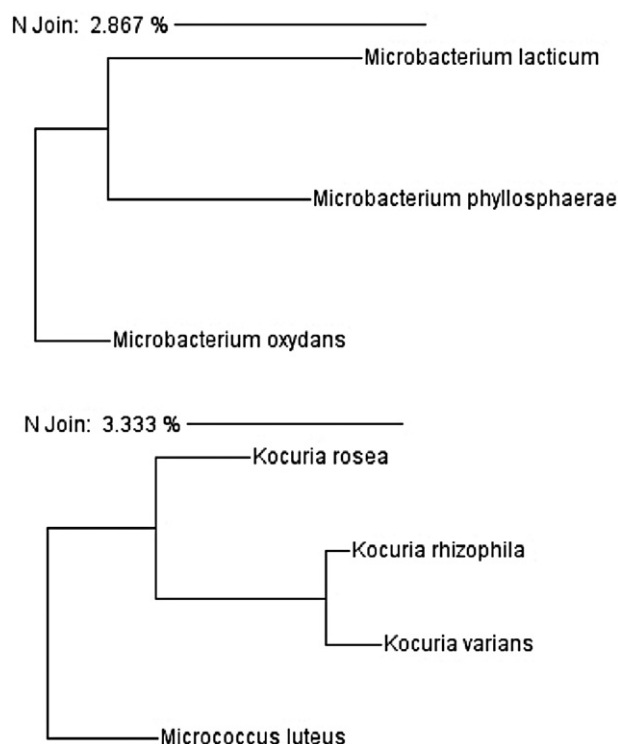 N Join: 2.867 %
Microbacterium lacticum
Microbacterium phyllosphaerae
Microbacterium oxydans
N Join: 3.333 %
Kocuria rosea
Kocuria rhizophila
Kocuria varians
Micrococcus luteus